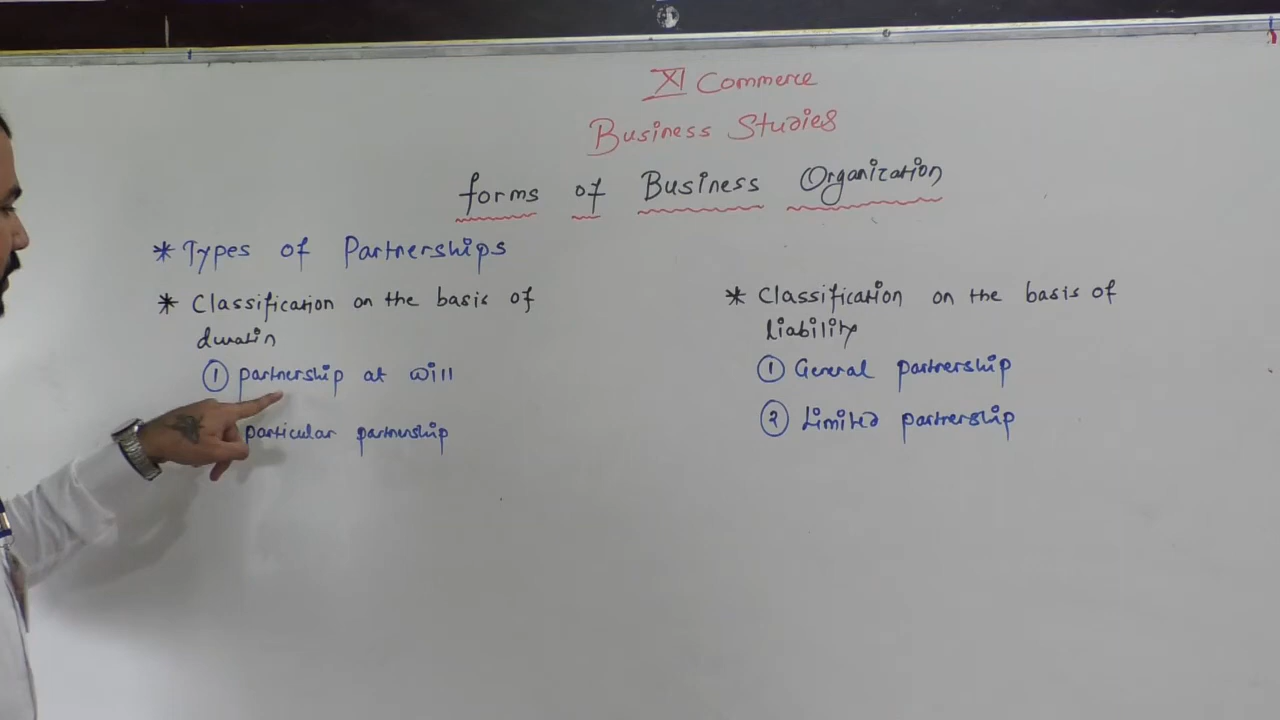 XI Commerce
Business Studies
forms of Business Organization
* Types of Partnerships
* Classification on the basis of
duratin
① partnership at will
particular partnership
* Classification on the basis of
liability
① General partnership
② Limited partnership